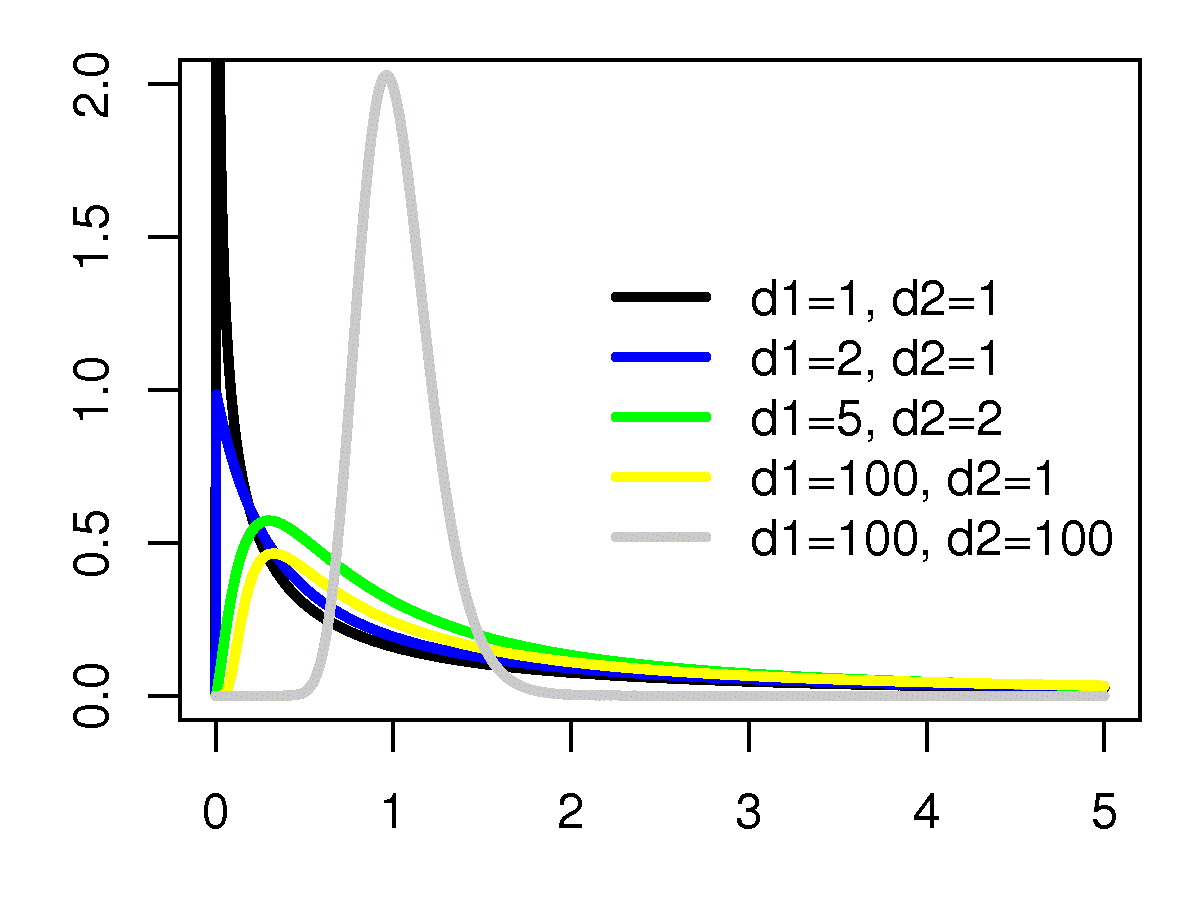 2.0
1.5
1.0
0.5
0.0
d1=1, d2=1
d1=2, d2=1
d1=5, d2=2
d1=100, d2=1
d1=100, d2=100
0 1 2 3 4 5